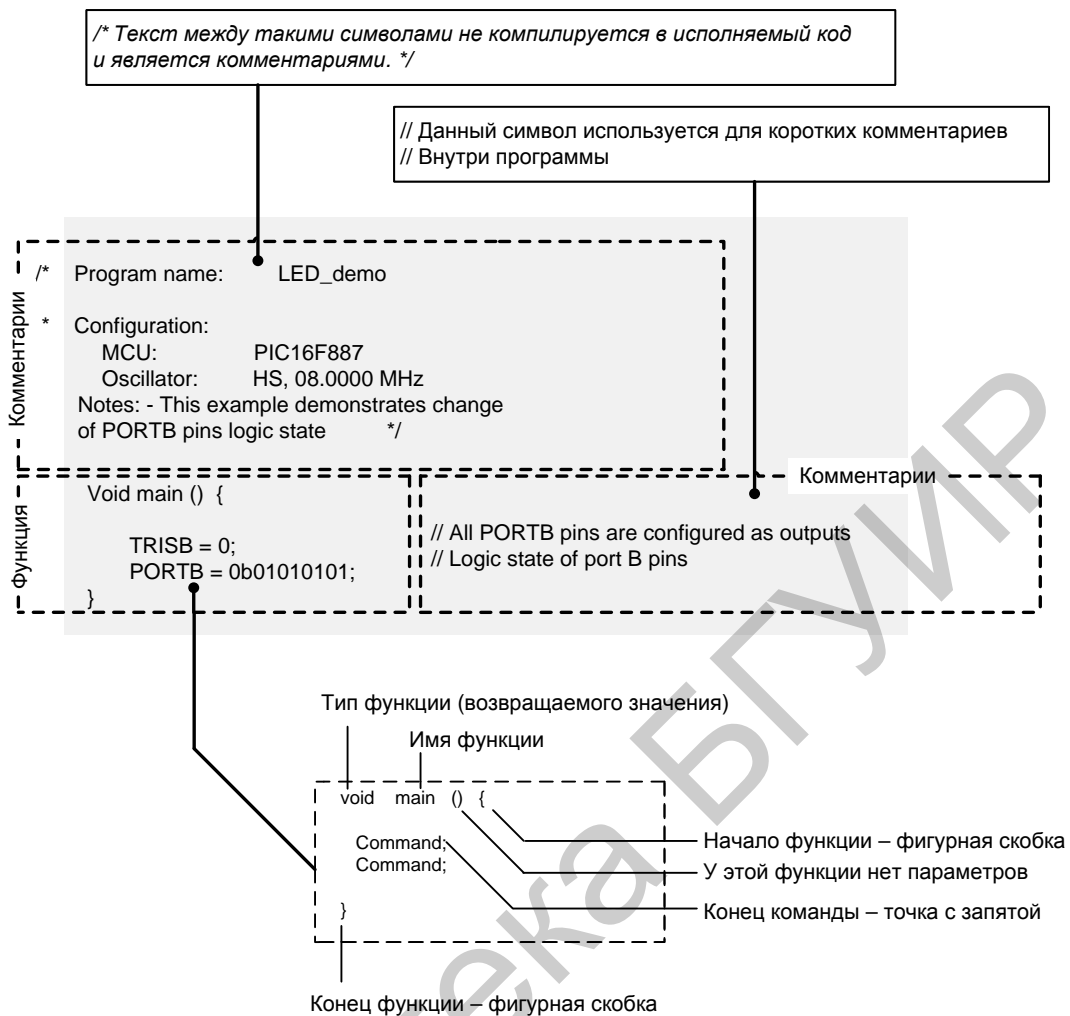 /* Текст между такими символами не компилируется в исполняемый код
и является комментариями. */
// Данный символ используется для коротких комментариев
// Внутри программы
Комментарии
/* Program name: LED_demo
* Configuration:
MCU: PIC16F887
Oscillator: HS, 08.0000 MHz
Notes: - This example demonstrates change
of PORTB pins logic state */
Комментарии
Функция
Void main () {
TRISB = 0;
PORTB = 0b01010101;
}
// All PORTB pins are configured as outputs
// Logic state of port B pins
Тип функции (возвращаемого значения)
Имя функции
void main () {
Command;
Command;
}
Начало функции – фигурная скобка
У этой функции нет параметров
Конец команды – точка с запятой
Конец функции – фигурная скобка
ека БГУИР